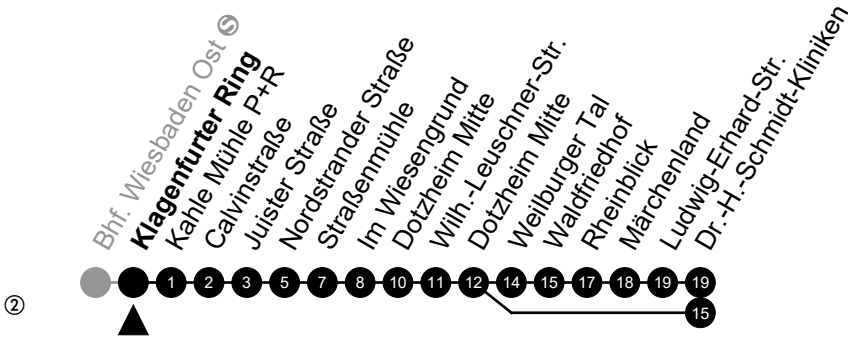 Bhf. Wiesbaden Ost Ⓢ
Klagenfurter Ring
Kahle Mühle P+R
Calvinstraße
Juister Straße
Nordstrander Straße
Straßenmühle
Im Wiesengrund
Dotzheim Mitte
Wilh.-Leuschner-Str.
Dotzheim Mitte
Weilburger Tal
Waldfriedhof
Rheinblick
Märchenland
Ludwig-Erhard-Str.
Dr.-H.-Schmidt-Kliniken
1 2 3 5 7 8 10 11 12 14 15 17 18 19 19
② 15